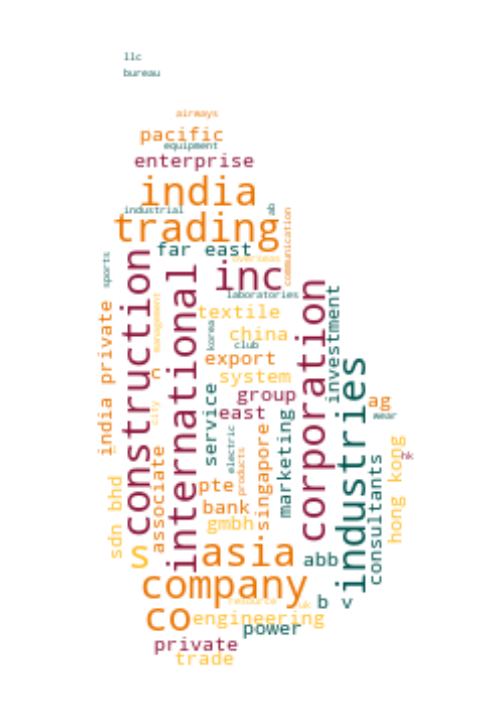 llc
bureau
airways
pacific
equipment
enterprise
india
industrial
ab
trading
communication
far east
sports
overseas
inc
construction
international
laboratories
corporation
investment
textile
management
korea
china
club
india private
export
c
system
industries
service
group
ag
east
wear
city
electric
marketing
singapore
hong kong
hk
associate
products
consultants
sdn bhd
pte
bank
gmbh
s
asia
abb
company
resource
uk
b v
co
engineering
power
private
trade